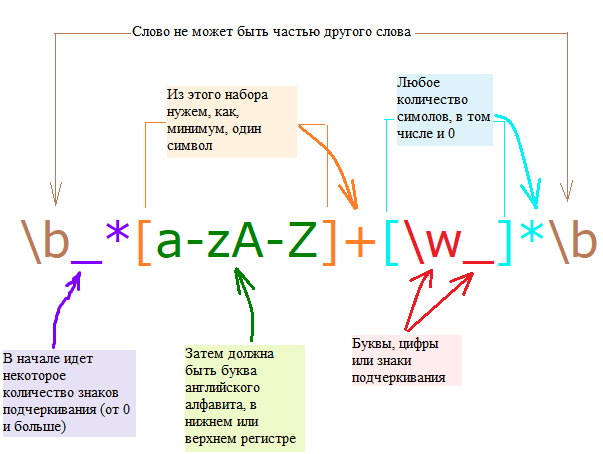 Слово не может быть частью другого слова
Из этого набора
нужем, как,
минимум, один
символ
Любое
количество
симолов, в том
числе и 0
\b_*[a-zA-Z]+[\w_]*\b
В начале идет
некоторое
количество знаков
подчеркивания (от 0
и больше)
Затем должна
быть буква
английского
алфавита, в
нижнем или
верхнем регистре
Буквы, цифры
или знаки
подчеркивания